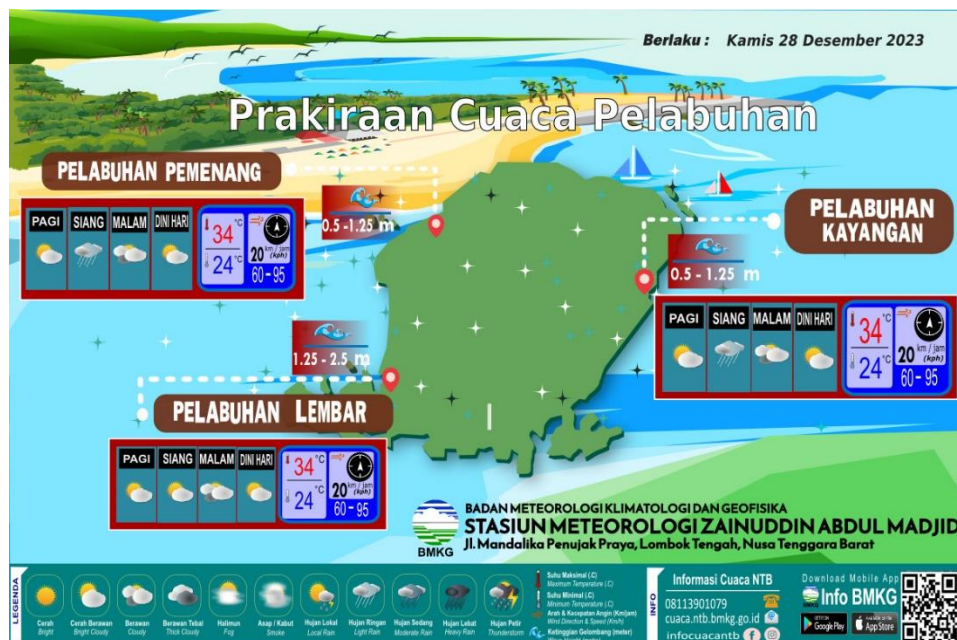 Berlaku : Kamis 28 Desember 2023
Prakiraan Cuaca Pelabuhan
PELABUHAN PEMENANG
0.5 -1.25 m
PAGI SIANG MALAM DINI HARI
34 °C
24 °C
20 km / jam (kph)
60 - 95
PELABUHAN KAYANGAN
0.5 - 1.25 m
PAGI SIANG MALAM DINI HARI
34 °C
24 °C
20 km / jam (kph)
60 - 95
1.25 - 2.5 m
PELABUHAN LEMBAR
PAGI SIANG MALAM DINI HARI
34 °C
24 °C
20 km / jam (kph)
60 - 95
BMKG
BADAN METEOROLOGI KLIMATOLOGI DAN GEOFISIKA
STASIUN METEOROLOGI ZAINUDDIN ABDUL MADJID
Jl. Mandalika Penujak Praya, Lombok Tengah, Nusa Tenggara Barat
LEGENDA
Cerah
Bright
Cerah Berawan
Bright Cloudy
Berawan
Cloudy
Berawan Tebal
Thick Cloudy
Halimun
Fog
Asap / Kabut
Smoke
Hujan Lokal
Local Rain
Hujan Ringan
Light Rain
Hujan Sedang
Moderate Rain
Hujan Lebat
Heavy Rain
Hujan Petir
Thunderstorm
Suhu Maksimal (.C)
Maximum Temperature (.C)
Suhu Minimal (.C)
Minimum Temperature (.C)
Arah & Kecepatan Angin (Km/jam)
Wind Direction & Speed (Km/h)
Ketinggian Gelombang (meter)
INFO
Informasi Cuaca NTB
08113901079
cuaca.ntb.bmkg.go.id
infocuacantb
Download Mobile App
Info BMKG
Google Play
App Store